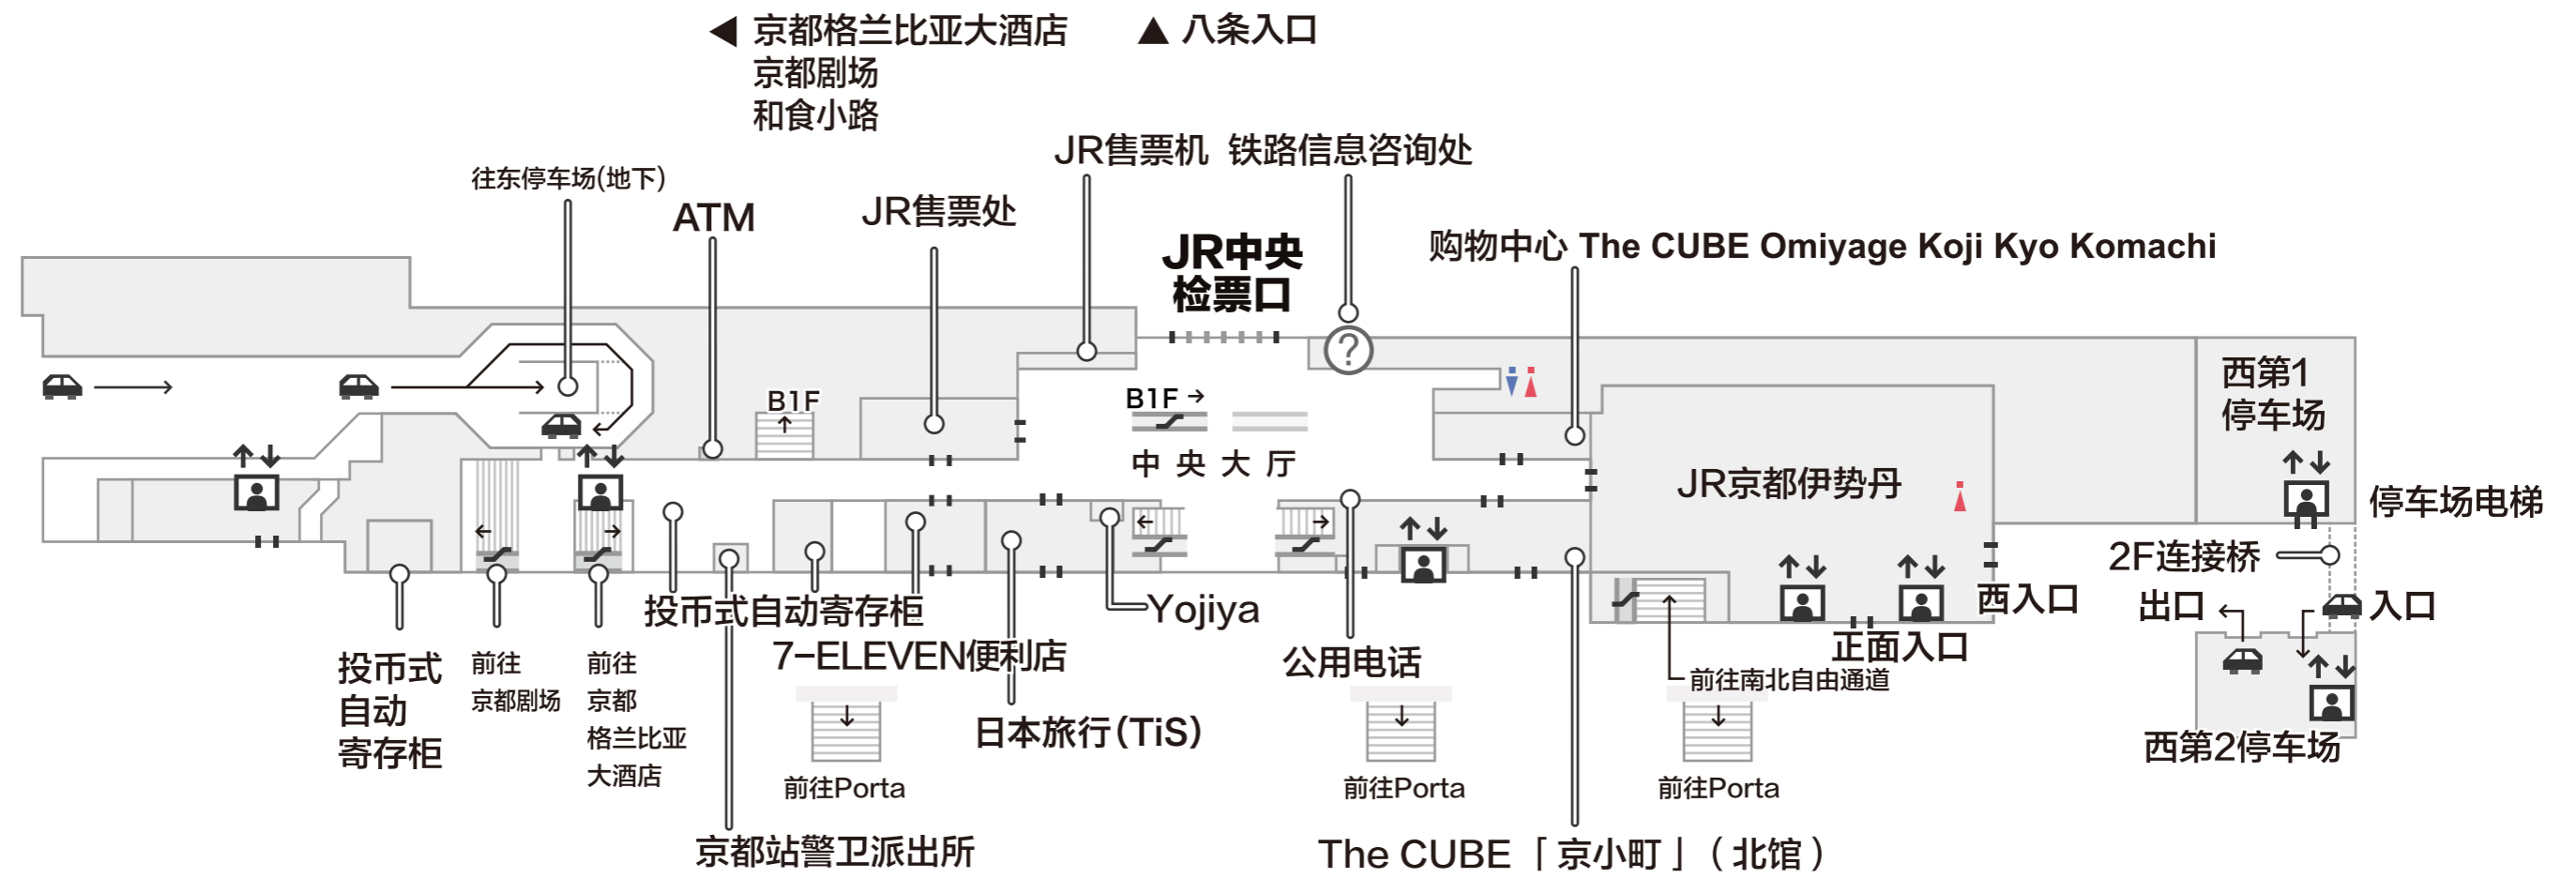 京都格兰比亚大酒店
京都剧场
和食小路
八条入口
JR售票机
铁路信息咨询处
往东停车场(地下)
ATM
JR售票处
JR中央
检票口
购物中心 The CUBE Omiyage Koji Kyo Komachi
?
B1F
B1F
中央大厅
JR京都伊势丹
西第1
停车场
停车场电梯
2F连接桥
出口
入口
西入口
正面入口
前往南北自由通道
西第2停车场
投币式
自动
寄存柜
前往
京都剧场
前往
京都
格兰比亚
大酒店
投币式自动寄存柜
7-ELEVEN便利店
Yojiya
公用电话
日本旅行(TiS)
前往Porta
前往Porta
前往Porta
京都站警卫派出所
The CUBE「京小町」(北馆)